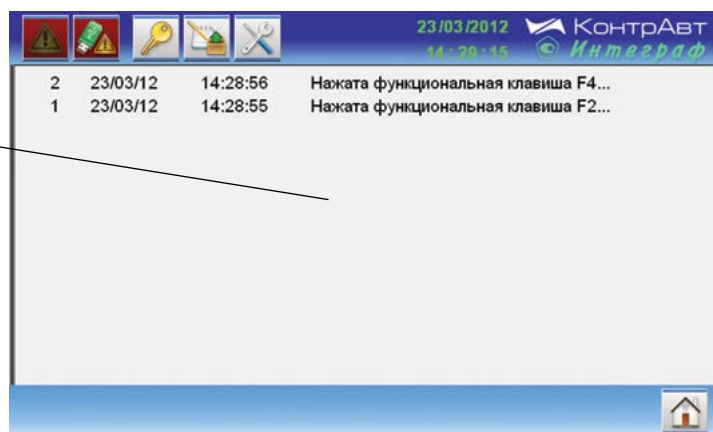 23/03/2012
14:29:15
КонтрАвт
Интеграф
2 23/03/12 14:28:56 Нажата функциональная клавиша F4...
1 23/03/12 14:28:55 Нажата функциональная клавиша F2...